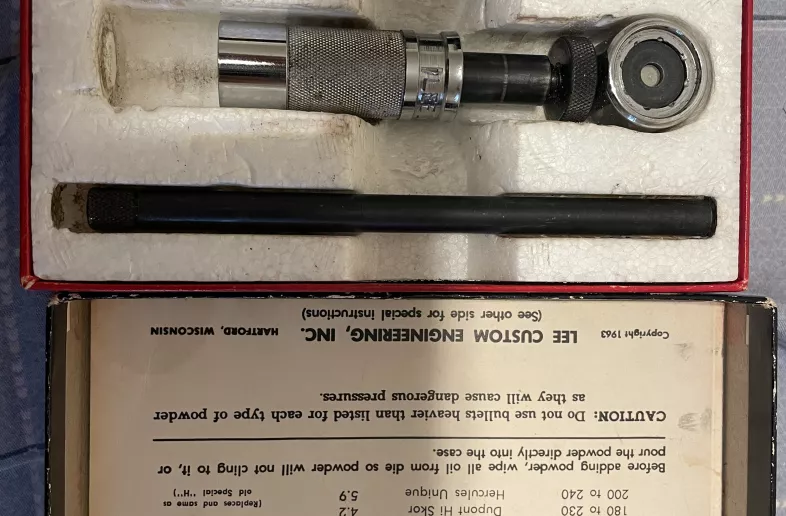 180 to 230 Dupont Hi Skor 4.2 (Replaces and same as
200 to 240 Hercules Unique 5.9 old Special "H")
Before adding powder, wipe all oil from die so powder will not cling to it, or
pour the powder directly into the case.
CAUTION: Do not use bullets heavier than listed for each type of powder
as they will cause dangerous pressures.
Copyright 1963 LEE CUSTOM ENGINEERING, INC. HARTFORD, WISCONSIN
(See other side for special instructions)